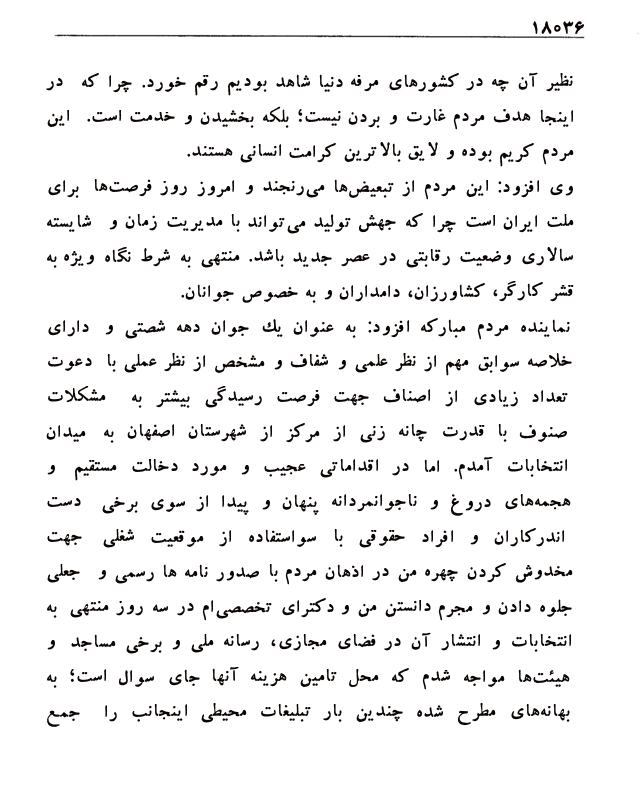 ۱۸۰۳۶
نظیر آن چه در کشورهای مرفه دنیا شاهد بودیم رقم خورد. چرا که در
اینجا هدف مردم غارت و بردن نیست؛ بلکه بخشیدن و خدمت است. این
مردم کریم بوده و لایق بالاترین کرامت انسانی هستند.
وی افزود: این مردم از تبعیض‌ها می‌رنجند و امروز روز فرصت‌ها برای
ملت ایران است چرا که جهش تولید می‌تواند با مدیریت زمان و شایسته
سالاری وضعیت رقابتی در عصر جدید باشد. منتهی به شرط نگاه ویژه به
قشر کارگر، کشاورزان، دامداران و به خصوص جوانان.
نماینده مردم مبارکه افزود: به عنوان یك جوان دهه شصتی و دارای
خلاصه سوابق مهم از نظر علمی و شفاف و مشخص از نظر عملی با دعوت
تعداد زیادی از اصناف جهت فرصت رسیدگی بیشتر به مشکلات
صنوف با قدرت چانه زنی از مرکز از شهرستان اصفهان به میدان
انتخابات آمدم. اما در اقداماتی عجیب و مورد دخالت مستقیم و
هجمه‌های دروغ و ناجوانمردانه پنهان و پیدا از سوی برخی دست
اندرکاران و افراد حقوقی با سواستفاده از موقعیت شغلی جهت
مخدوش کردن چهره من در اذهان مردم با صدور نامه ها رسمی و جعلی
جلوه دادن و مجرم دانستن من و دکترای تخصصی‌ام در سه روز منتهی به
انتخابات و انتشار آن در فضای مجازی، رسانه ملی و برخی مساجد و
هیئت‌ها مواجه شدم که محل تامین هزینه آنها جای سوال است؛ به
بهانه‌های مطرح شده چندین بار تبلیغات محیطی اینجانب را جمع